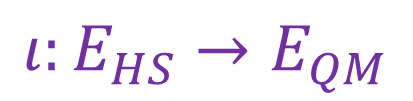 ι: E_{HS} → E_{QM}